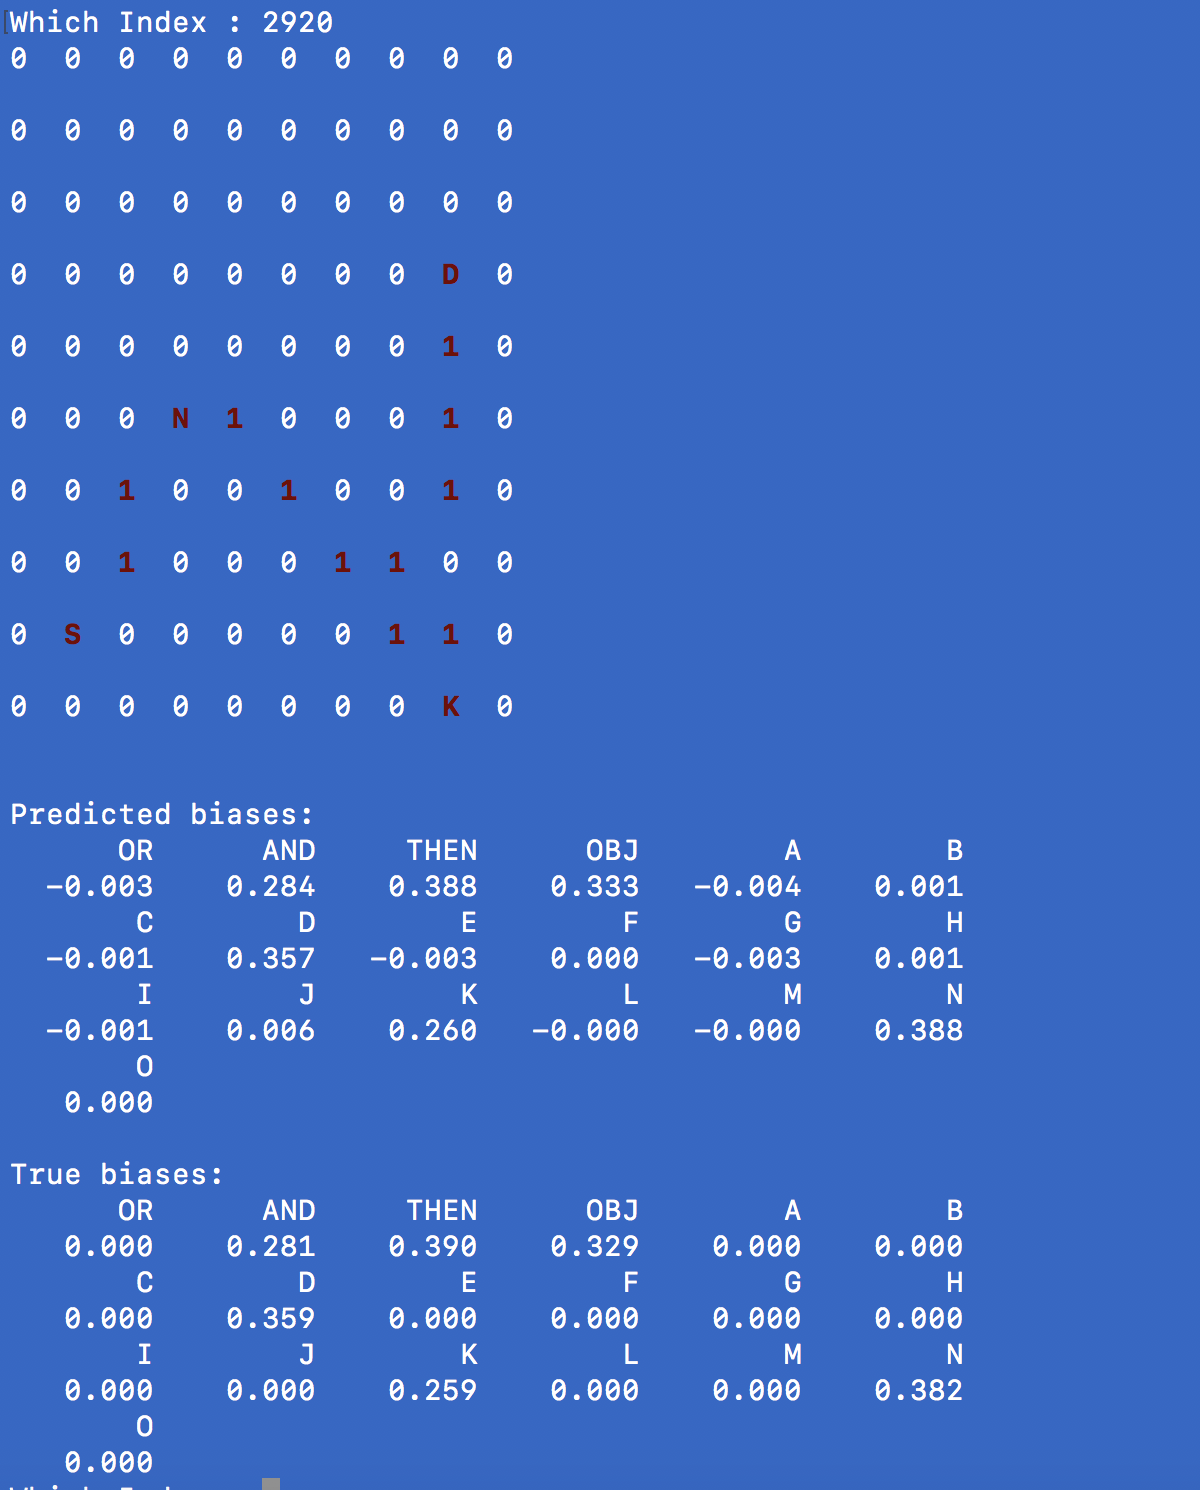 Which Index : 2920
0 0 0 0 0 0 0 0 0 0
0 0 0 0 0 0 0 0 0 0
0 0 0 0 0 0 0 0 0 0
0 0 0 0 0 0 0 0 D 0
0 0 0 0 0 0 0 0 1 0
0 0 0 N 1 0 0 0 1 0
0 0 1 0 0 1 0 0 1 0
0 0 1 0 0 0 1 1 0 0
0 S 0 0 0 0 0 1 1 0
0 0 0 0 0 0 0 0 K 0
Predicted biases:
OR AND THEN OBJ A B
-0.003 0.284 0.388 0.333 -0.004 0.001
C D E F G H
-0.001 0.357 -0.003 0.000 -0.003 0.001
I J K L M N
-0.001 0.006 0.260 -0.000 -0.000 0.388
O
0.000
True biases:
OR AND THEN OBJ A B
0.000 0.281 0.390 0.329 0.000 0.000
C D E F G H
0.000 0.359 0.000 0.000 0.000 0.000
I J K L M N
0.000 0.000 0.259 0.000 0.000 0.382
O
0.000